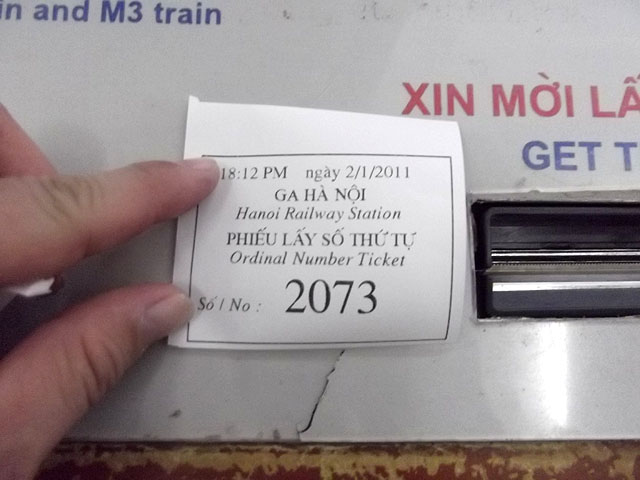 in and M3 train
XIN MỜI LẤ
GET T
18:12 PM ngày 2/1/2011
GA HÀ NỘI
Hanoi Railway Station
PHIẾU LẤY SỐ THỨ TỰ
Ordinal Number Ticket
Số / No : 2073